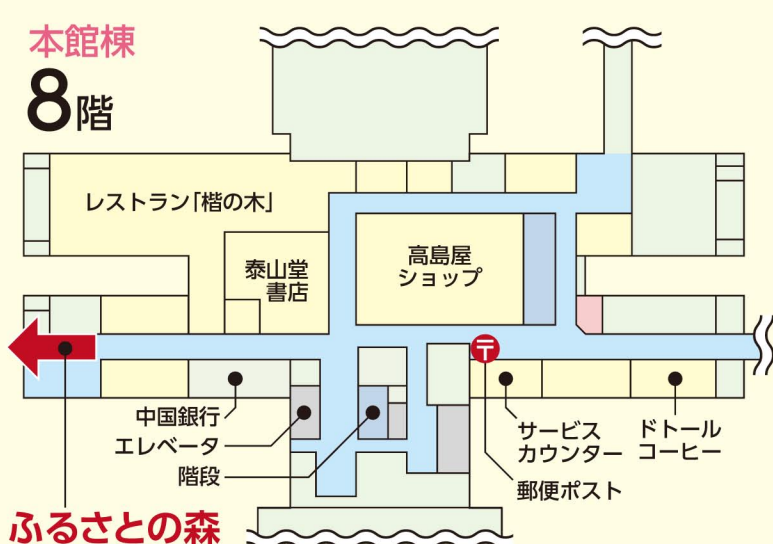 本館棟
8階
レストラン「楷の木」
泰山堂
書店
高島屋
ショップ
〒
中国銀行
エレベータ
階段
サービス
カウンター
ドトール
コーヒー
郵便ポスト
ふるさとの森